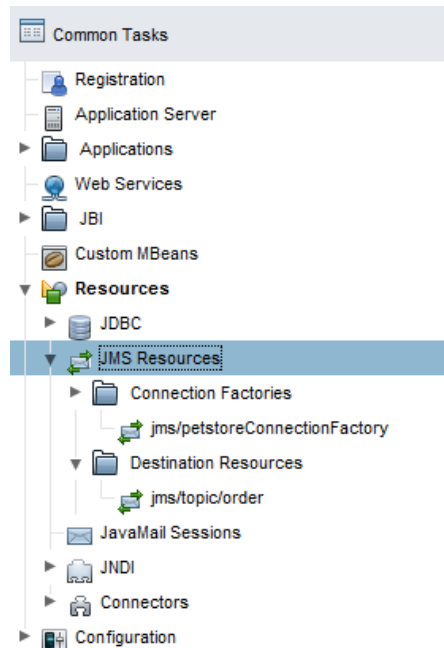 Common Tasks
Registration
Application Server
Applications
Web Services
JBI
Custom MBeans
Resources
JDBC
JMS Resources
Connection Factories
jms/petstoreConnectionFactory
Destination Resources
jms/topic/order
JavaMail Sessions
JNDI
Connectors
Configuration